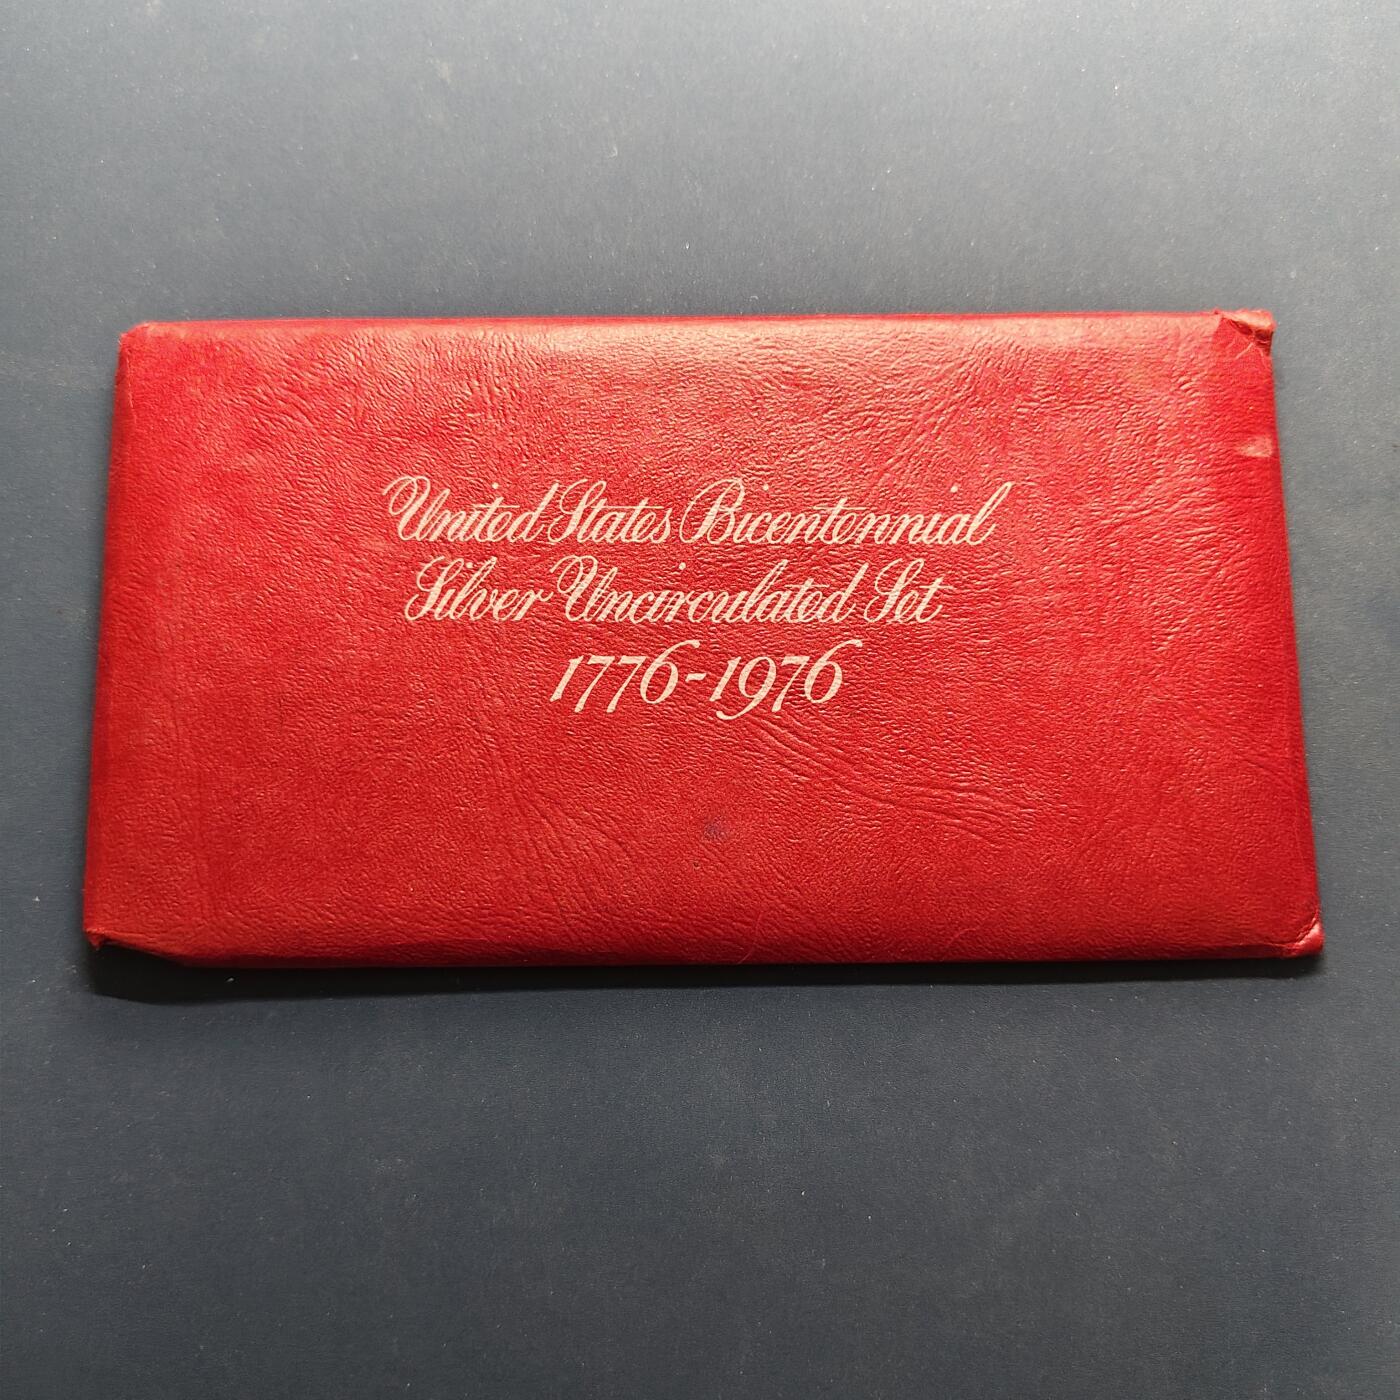 United States Bicentennial
Silver Uncirculated Set
1776-1976